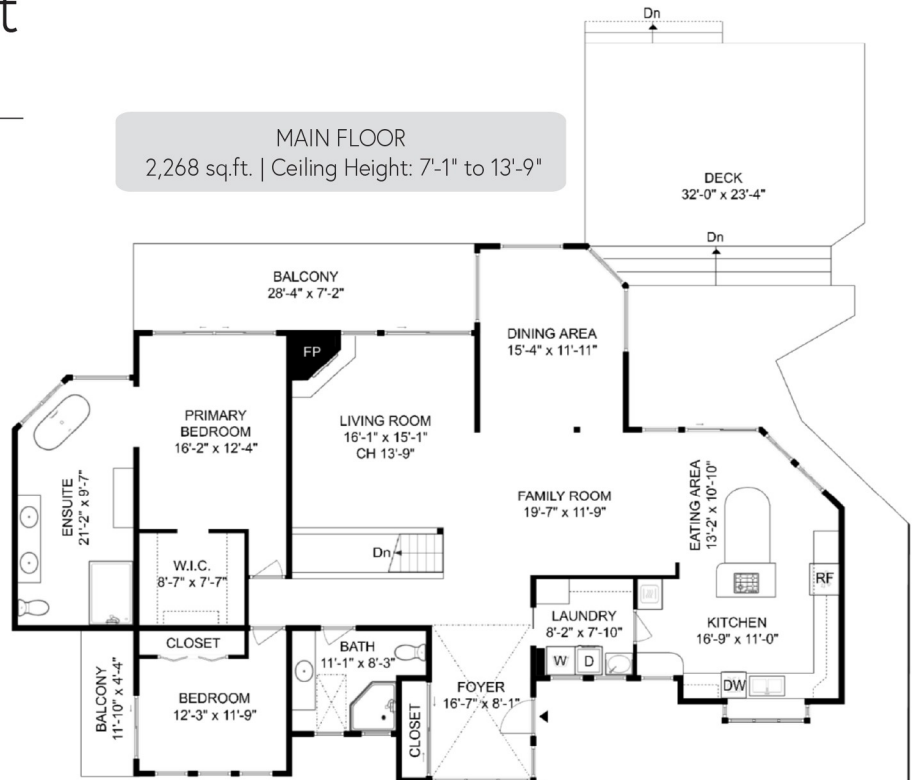 t
MAIN FLOOR
2,268 sq.ft. | Ceiling Height: 7'-1" to 13'-9"
Dn
DECK
32'-0" x 23'-4"
Dn
BALCONY
28'-4" x 7'-2"
DINING AREA
15'-4" x 11'-11"
FP
PRIMARY
BEDROOM
16'-2" x 12'-4"
LIVING ROOM
16'-1" x 15'-1"
CH 13'-9"
ENSUITE
21'-2" x 9'-7"
FAMILY ROOM
19'-7" x 11'-9"
EATING AREA
13'-2' x 10'-10"
Dn
W.I.C.
8'-7" x 7'-7"
RF
LAUNDRY
8'-2" x 7'-10"
W
D
KITCHEN
16'-9" x 11'-0"
DW
CLOSET
BATH
11'-1" x 8'-3"
BALCONY
11'-10" x 4'-4"
BEDROOM
12'-3" x 11'-9"
CLOSET
FOYER
16'-7" x 8'-1"